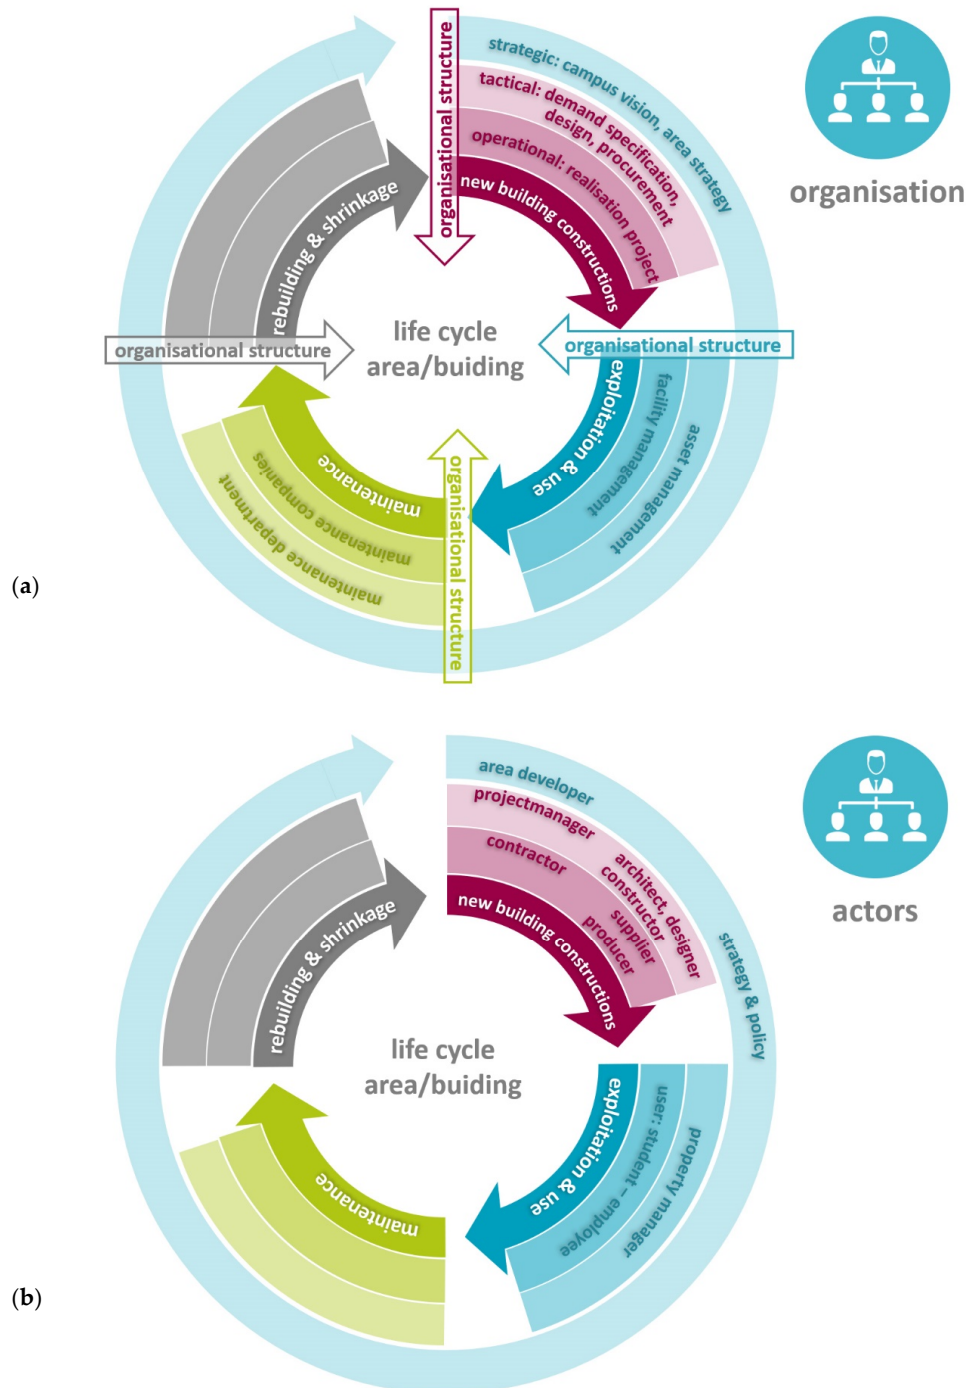 organisational structure
strategic: campus vision, area strategy
tactical: demand specification,
design, procurement
operational: realisation project
new building constructions
rebuilding & shrinkage
organisation
life cycle
area/buiding
organisational structure
organisational structure
exploitation & use
facility management
asset management
maintenance
maintenance companies
maintenance department
organisational structure
(a)
area developer
projectmanager
architect, designer
constructor
contractor
supplier
producer
new building constructions
rebuilding & shrinkage
actors
strategy & policy
life cycle
area/buiding
exploitation & use
user: student – employee
property manager
maintenance
(b)